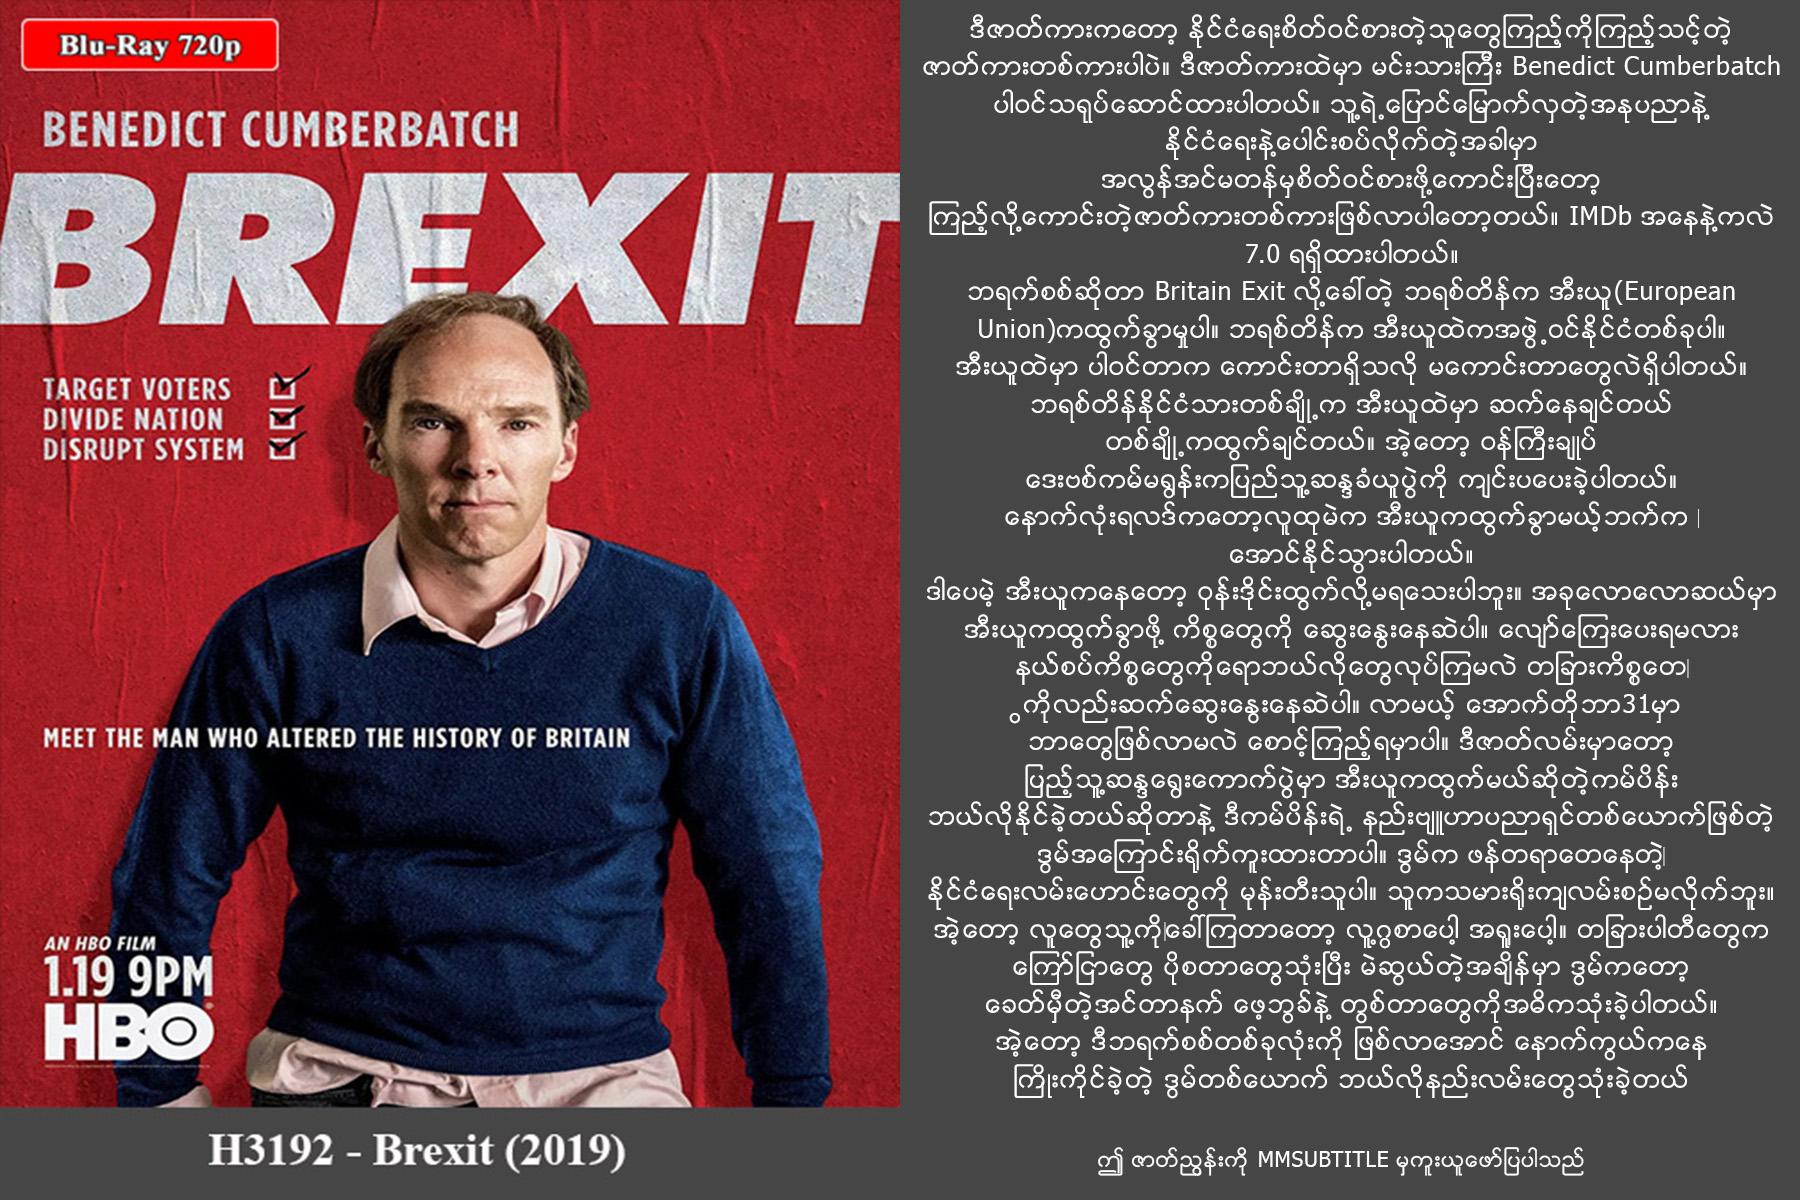 Blu-Ray 720p
BENEDICT CUMBERBATCH
BREXIT
TARGET VOTERS
DIVIDE NATION
DISRUPT SYSTEM
MEET THE MAN WHO ALTERED THE HISTORY OF BRITAIN
AN HBO FILM
1.19 9PM
HBO
H3192 - Brexit (2019)
ဒီဇာတ်ကားကတော့ နိုင်ငံရေးစိတ်ဝင်စားတဲ့သူတွေကြည့်ကိုကြည့်သင့်တဲ့
ဇာတ်ကားတစ်ကားပါပဲ။ ဒီဇာတ်ကားထဲမှာ မင်းသားကြီး Benedict Cumberbatch
ပါဝင်သရုပ်ဆောင်ထားပါတယ်။ သူ့ရဲ့ပြောင်မြောက်လှတဲ့အနုပညာနဲ့
နိုင်ငံရေးနဲ့ပေါင်းစပ်လိုက်တဲ့အခါမှာ
အလွန်အင်မတန်မှစိတ်ဝင်စားဖို့ကောင်းပြီးတော့
ကြည့်လို့ကောင်းတဲ့ဇာတ်ကားတစ်ကားဖြစ်လာပါတော့တယ်။ IMDb အနေနဲ့ကလဲ
7.0 ရရှိထားပါတယ်။
ဘရက်စစ်ဆိုတာ Britain Exit လို့ခေါ်တဲ့ ဘရစ်တိန်က အီးယူ(European
Union)ကထွက်ခွာမှုပါ။ ဘရစ်တိန်က အီးယူထဲကအဖွဲ့ဝင်နိုင်ငံတစ်ခုပါ။
အီးယူထဲမှာ ပါဝင်တာက ကောင်းတာရှိသလို မကောင်းတာတွေလဲရှိပါတယ်။
ဘရစ်တိန်နိုင်ငံသားတစ်ချို့က အီးယူထဲမှာ ဆက်နေချင်တယ်
တစ်ချို့ကထွက်ချင်တယ်။ အဲ့တော့ ဝန်ကြီးချုပ်
ဒေးဗစ်ကမ်မရွန်းကပြည်သူ့ဆန္ဒခံယူပွဲကို ကျင်းပပေးခဲ့ပါတယ်။
နောက်လုံးရလဒ်ကတော့လူထုမဲက အီးယူကထွက်ခွာမယ့်ဘက်က
အောင်နိုင်သွားပါတယ်။
ဒါပေမဲ့ အီးယူကနေတော့ ဝုန်းဒိုင်းထွက်လို့မရသေးပါဘူး။ အခုလောလောဆယ်မှာ
အီးယူကထွက်ခွာဖို့ ကိစ္စတွေကို ဆွေးနွေးနေဆဲပါ။ လျော်ကြေးပေးရမလား
နယ်စပ်ကိစ္စတွေကိုရောဘယ်လိုတွေလုပ်ကြမလဲ တခြားကိစ္စတေ
ွကိုလည်းဆက်ဆွေးနွေးနေဆဲပါ။ လာမယ့် အောက်တိုဘာ31မှာ
ဘာတွေဖြစ်လာမလဲ စောင့်ကြည့်ရမှာပါ။ ဒီဇာတ်လမ်းမှာတော့
ပြည့်သူ့ဆန္ဒရွေးကောက်ပွဲမှာ အီးယူကထွက်မယ်ဆိုတဲ့ကမ်ပိန်း
ဘယ်လိုနိုင်ခဲ့တယ်ဆိုတာနဲ့ ဒီကမ်ပိန်းရဲ့ နည်းဗျူဟာပညာရှင်တစ်ယောက်ဖြစ်တဲ့
ဒွမ်အကြောင်းရိုက်ကူးထားတာပါ။ ဒွမ်က ဖန်တရာတေနေတဲ့
နိုင်ငံရေးလမ်းဟောင်းတွေကို မုန်းတီးသူပါ။ သူကသမားရိုးကျလမ်းစဉ်မလိုက်ဘူး။
အဲ့တော့ လူတွေသူ့ကိုခေါ်ကြတာတော့ လူ့ဂွစာပေါ့ အရူးပေါ့။ တခြားပါတီတွေက
ကြော်ငြာတွေ ပိုစတာတွေသုံးပြီး မဲဆွယ်တဲ့အချိန်မှာ ဒွမ်ကတော့
ခေတ်မှီတဲ့အင်တာနက် ဖေ့ဘွခ်နဲ့ တွစ်တာတွေကိုအဓိကသုံးခဲ့ပါတယ်။
အဲ့တော့ ဒီဘရက်စစ်တစ်ခုလုံးကို ဖြစ်လာအောင် နောက်ကွယ်ကနေ
ကြိုးကိုင်ခဲ့တဲ့ ဒွမ်တစ်ယောက် ဘယ်လိုနည်းလမ်းတွေသုံးခဲ့တယ်
ဤ ဇာတ်ညွှန်းကို MMSUBTITLE မှကူးယူဖော်ပြပါသည်